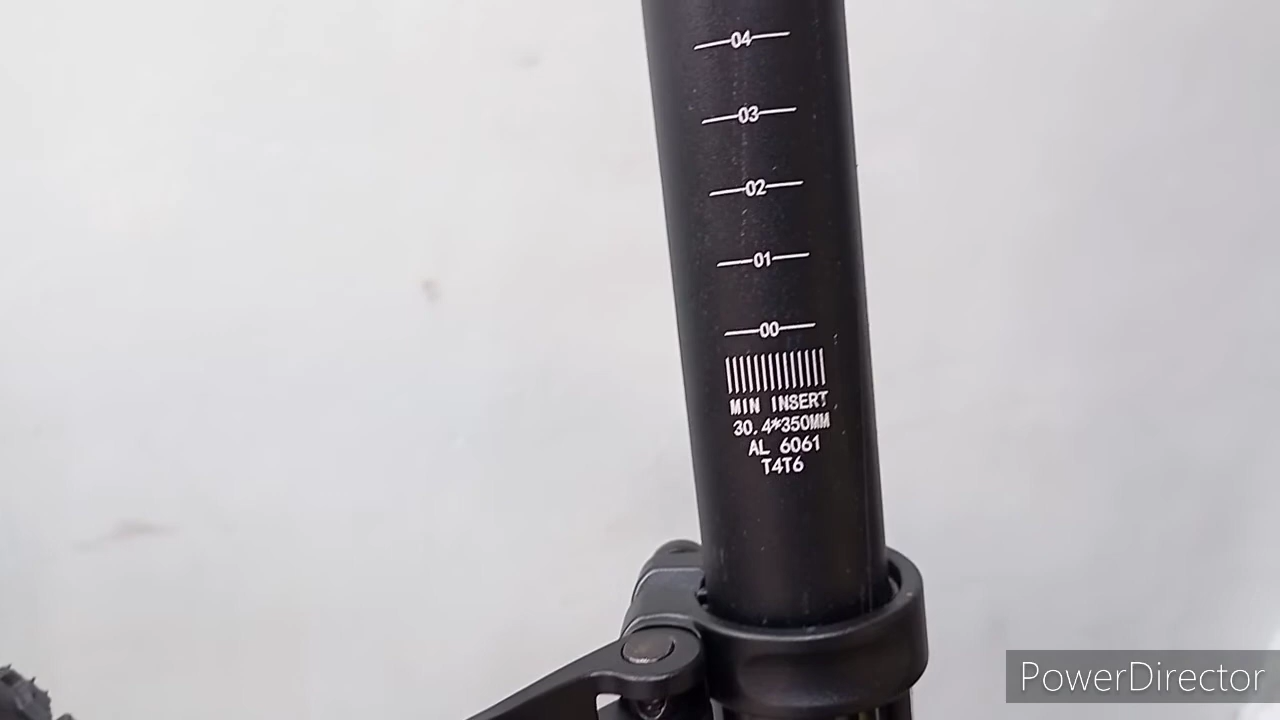 04
03
02
01
00
MIN INSERT
30.4*350MM
AL 6061
T4T6
PowerDirector